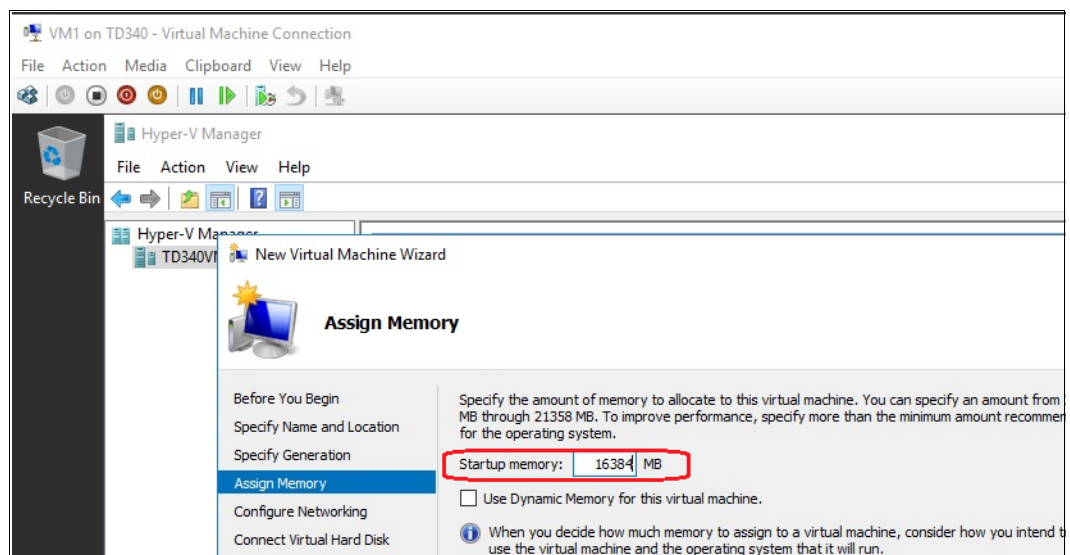 VM1 on TD340 - Virtual Machine Connection
File Action Media Clipboard View Help
Hyper-V Manager
File Action View Help
Recycle Bin
Hyper-V Manager
New Virtual Machine Wizard
Assign Memory
Before You Begin
Specify Name and Location
Specify Generation
Assign Memory
Configure Networking
Connect Virtual Hard Disk
Specify the amount of memory to allocate to this virtual machine. You can specify an amount from
MB through 21358 MB. To improve performance, specify more than the minimum amount recommen
for the operating system.
Startup memory: 16384 MB
Use Dynamic Memory for this virtual machine.
When you decide how much memory to assign to a virtual machine, consider how you intend t
use the virtual machine and the operating system that it will run.